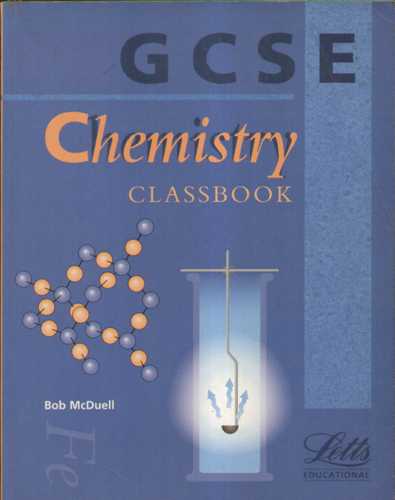 GCSE
Chemistry
CLASSBOOK
Bob McDuell
Fe
Letts
EDUCATIONAL